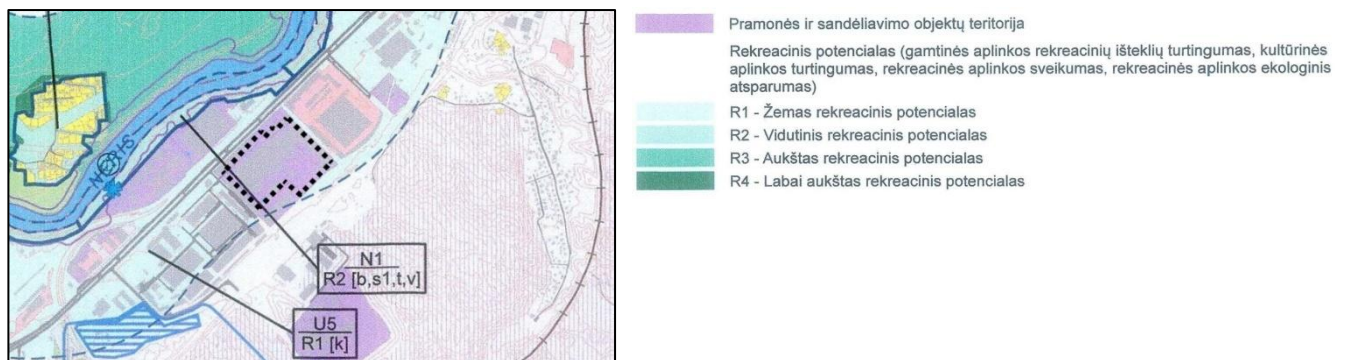 NERIS
N1
R2 [b,s1,t,v]
U5
R1 [k]
Pramonės ir sandėliavimo objektų teritorija
Rekreacinis potencialas (gamtinės aplinkos rekreacinių išteklių turtingumas, kultūrinės
aplinkos turtingumas, rekreacinės aplinkos sveikumas, rekreacinės aplinkos ekologinis
atsparumas)
R1 - Žemas rekreacinis potencialas
R2 - Vidutinis rekreacinis potencialas
R3 - Aukštas rekreacinis potencialas
R4 - Labai aukštas rekreacinis potencialas